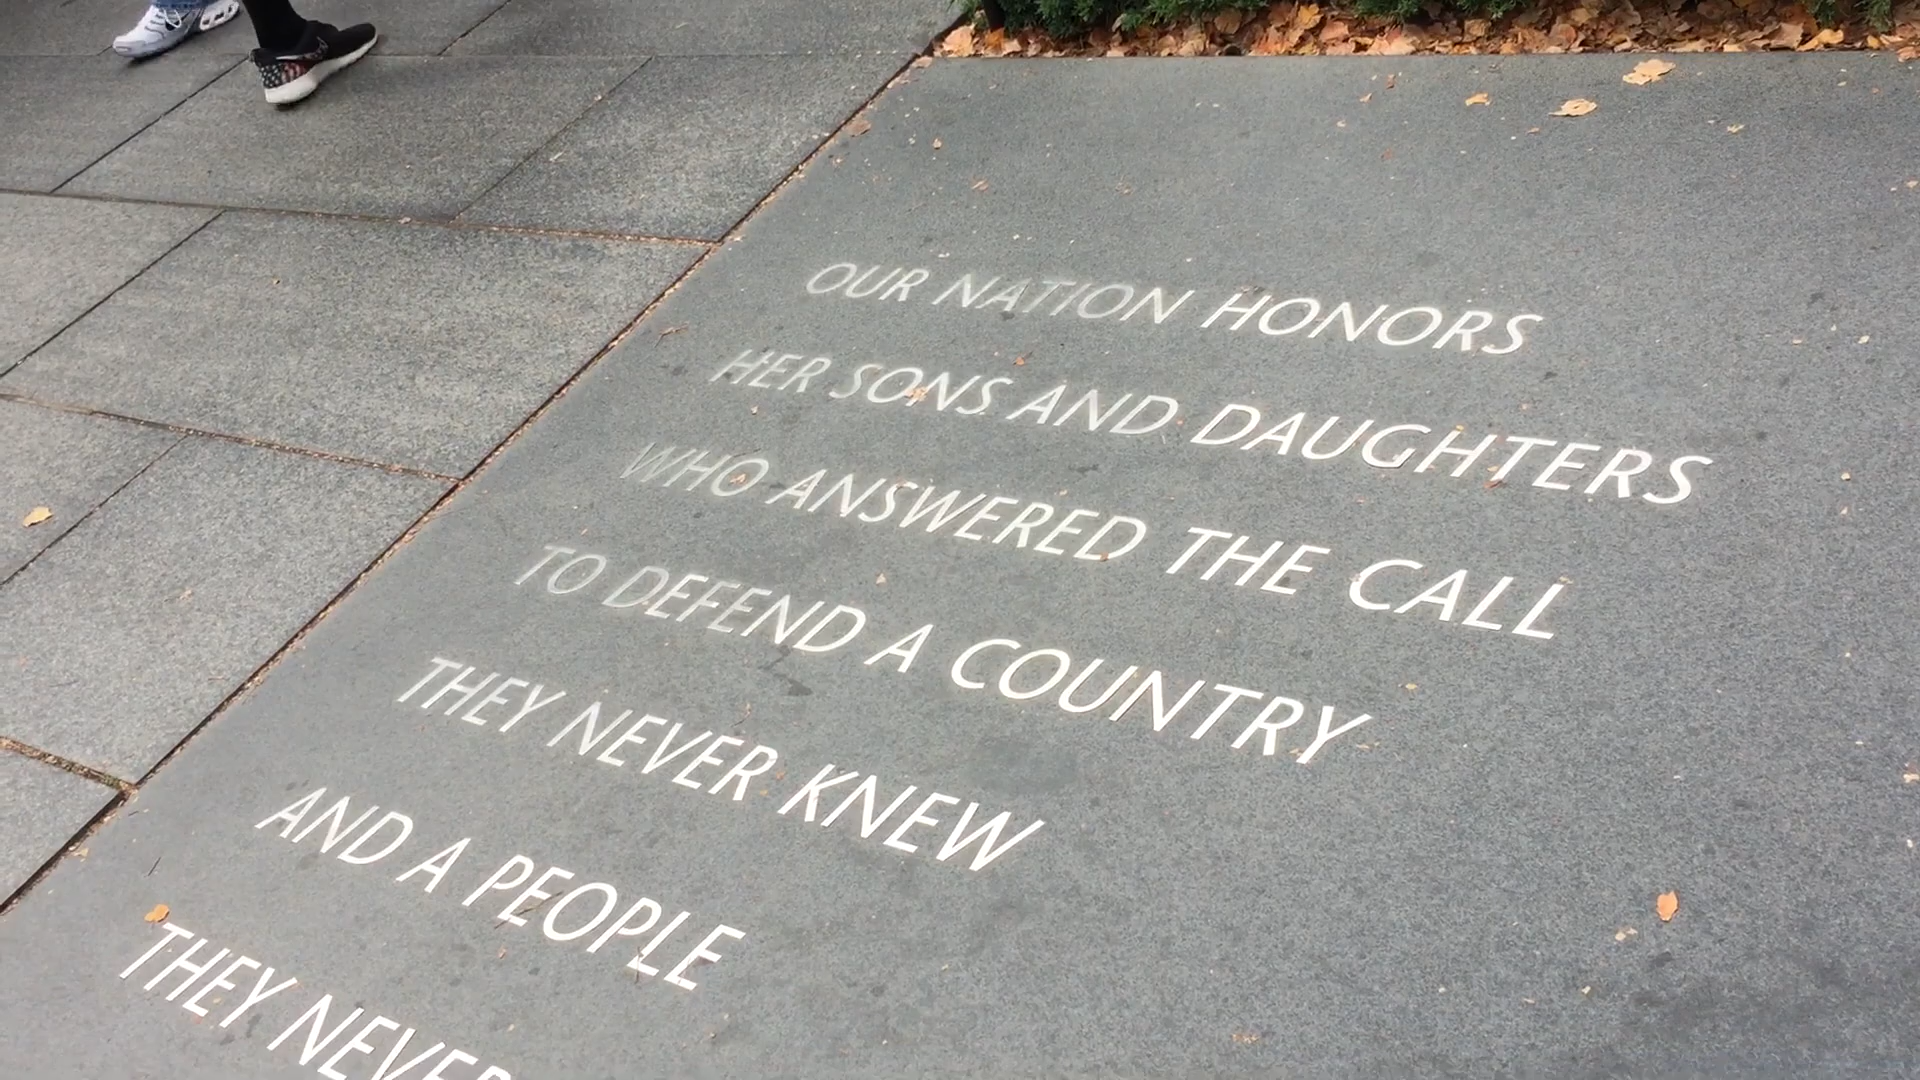 OUR NATION HONORS
HER SONS AND DAUGHTERS
WHO ANSWERED THE CALL
TO DEFEND A COUNTRY
THEY NEVER KNEW
AND A PEOPLE
THEY NEVER